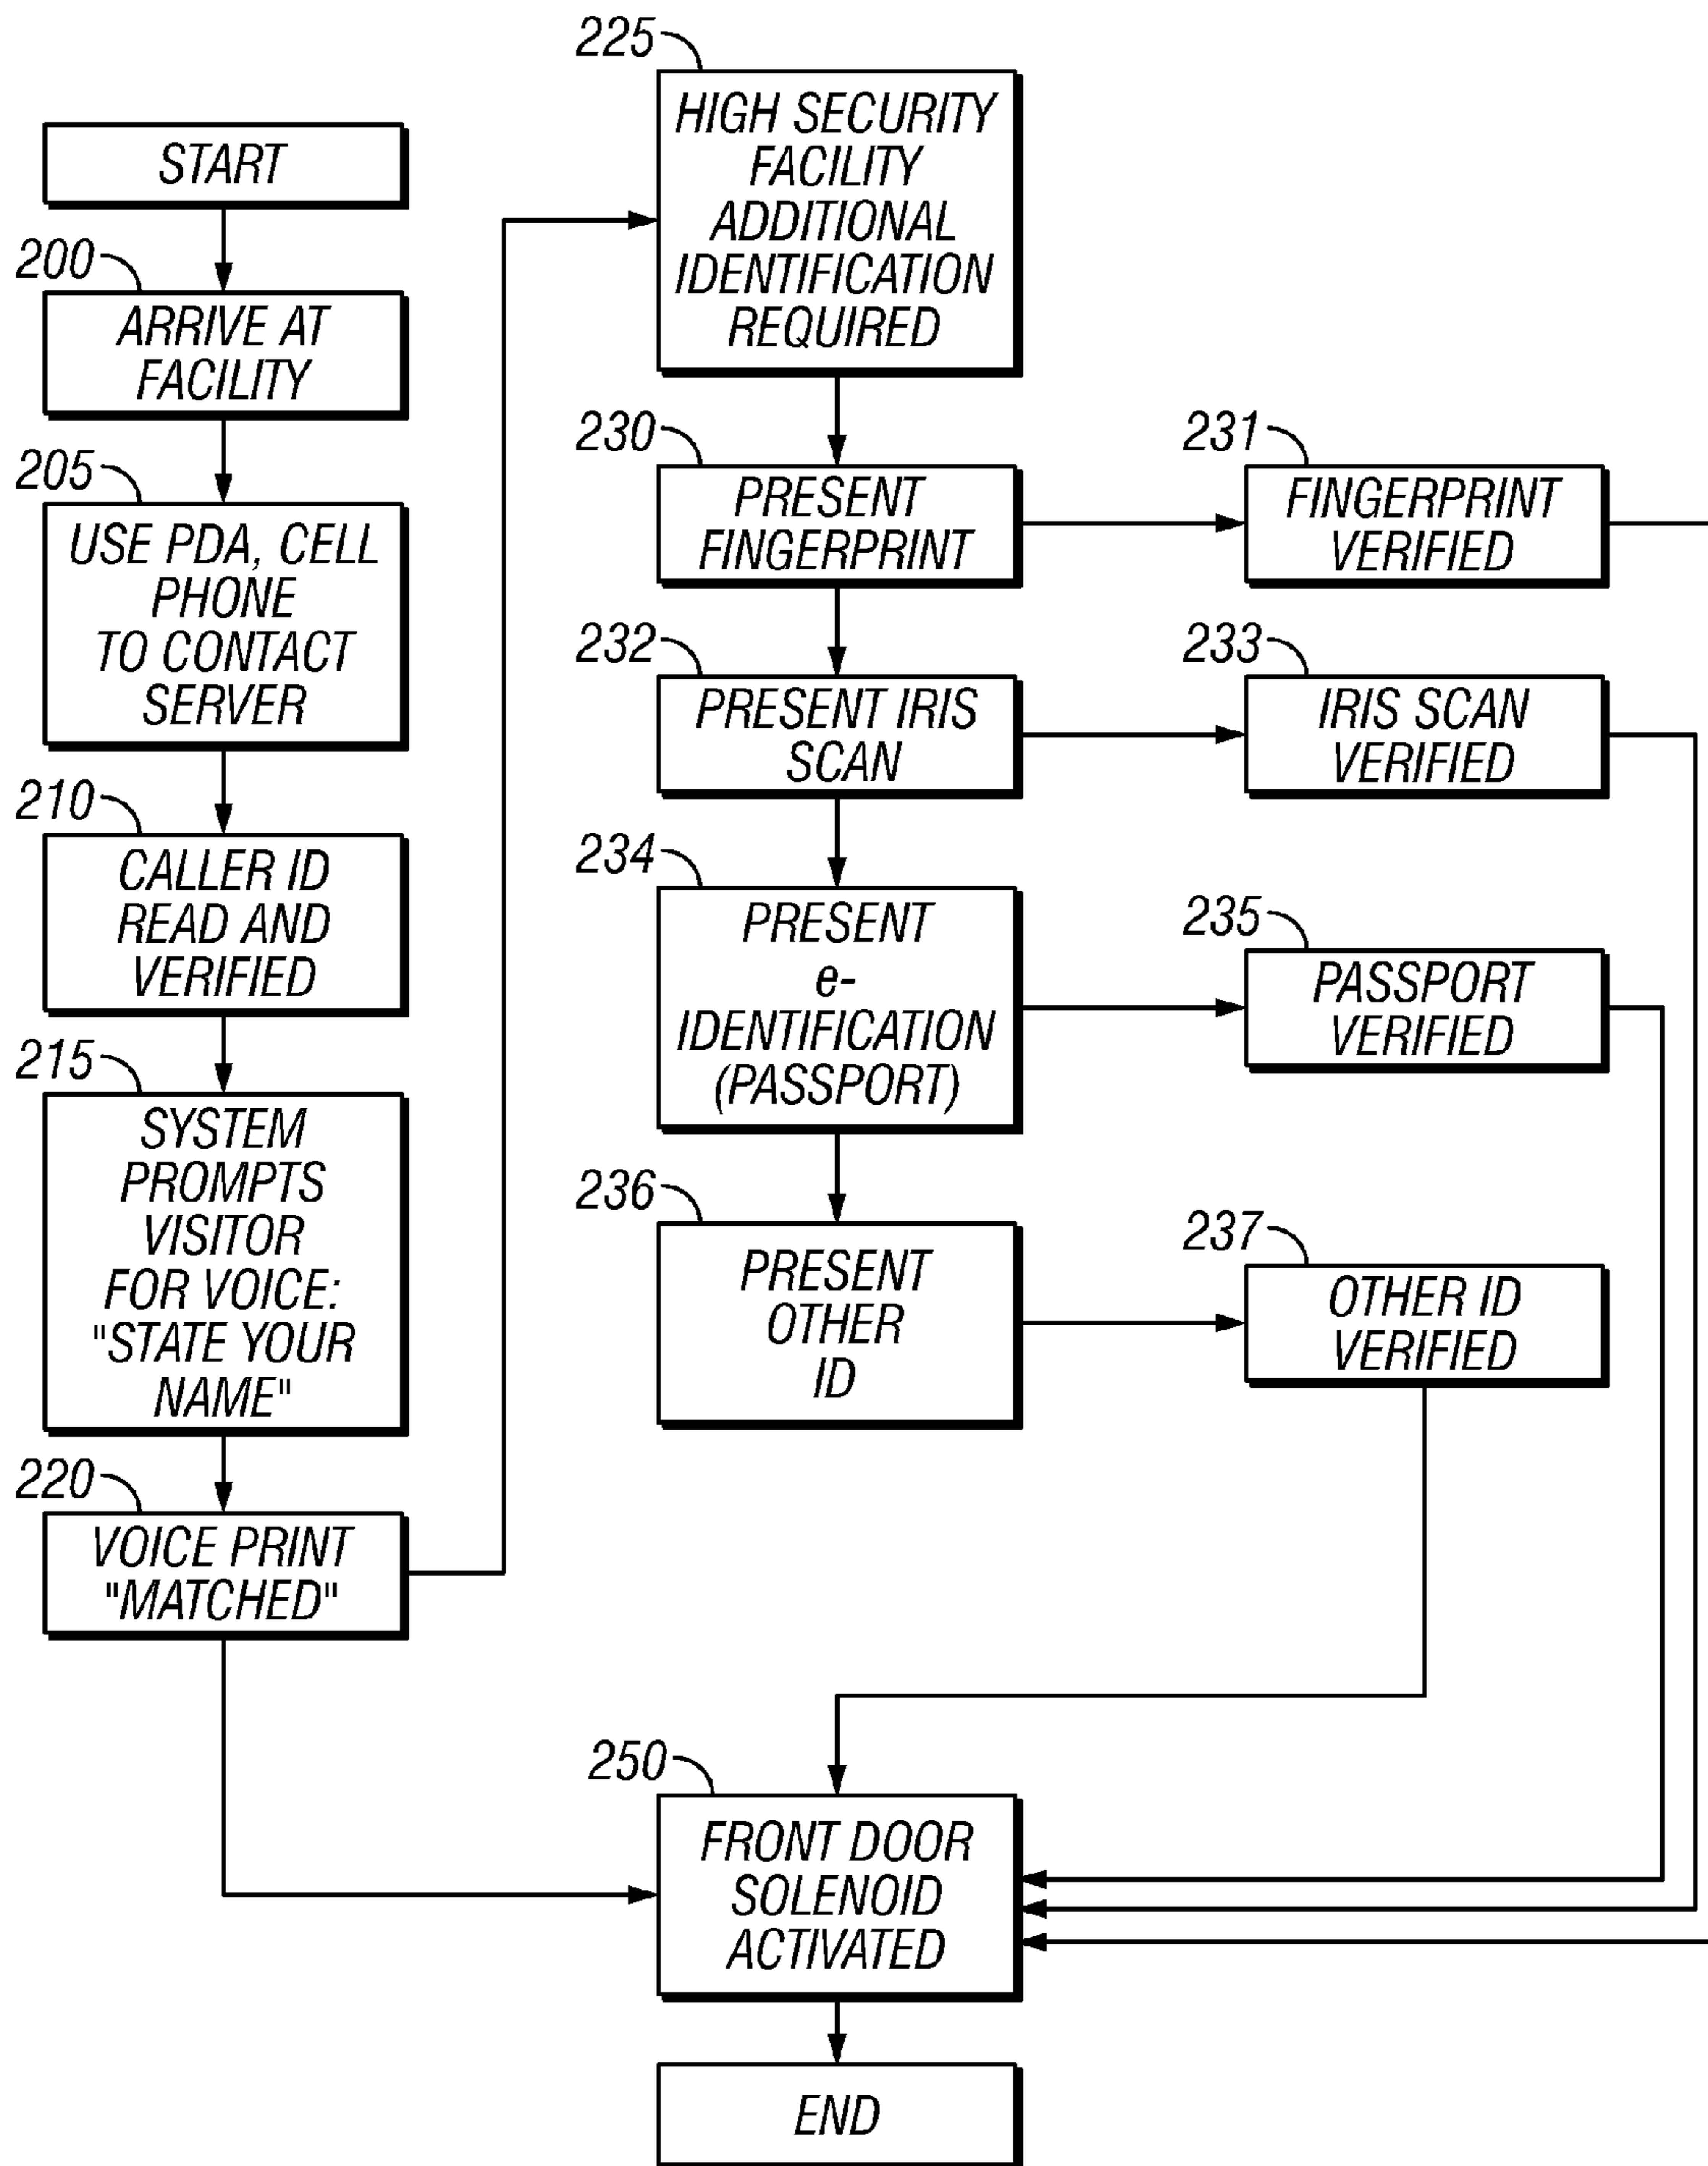 START
200
ARRIVE AT
FACILITY
205
USE PDA, CELL
PHONE
TO CONTACT
SERVER
210
CALLER ID
READ AND
VERIFIED
215
SYSTEM
PROMPTS
VISITOR
FOR VOICE:
"STATE YOUR
NAME"
220
VOICE PRINT
"MATCHED"
225
HIGH SECURITY
FACILITY
ADDITIONAL
IDENTIFICATION
REQUIRED
230
PRESENT
FINGERPRINT
231
FINGERPRINT
VERIFIED
232
PRESENT IRIS
SCAN
233
IRIS SCAN
VERIFIED
234
PRESENT
e-
IDENTIFICATION
(PASSPORT)
235
PASSPORT
VERIFIED
236
PRESENT
OTHER
ID
237
OTHER ID
VERIFIED
250
FRONT DOOR
SOLENOID
ACTIVATED
END